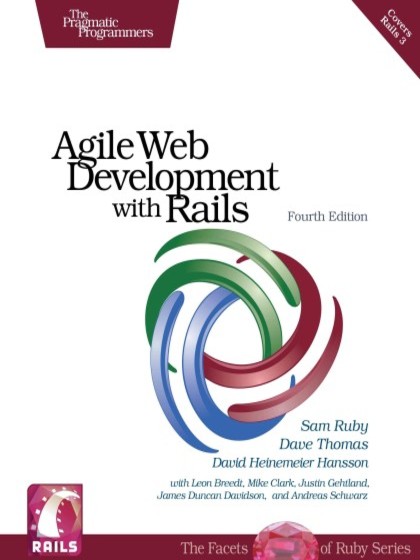 The
Pragmatic
Programmers
Covers
Rails 3
Agile Web
Development
with Rails
Fourth Edition
Sam Ruby
Dave Thomas
David Heinemeier Hansson
with Leon Breedt, Mike Clark, Justin Gehtland,
James Duncan Davidson, and Andreas Schwarz
RAILS
The Facets of Ruby Series